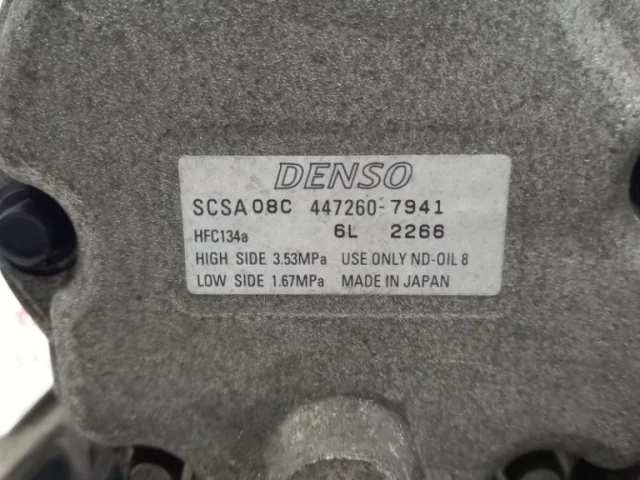 DENSO
SCSA08C 447260-7941
HFC134a 6L 2266
HIGH SIDE 3.53MPa USE ONLY ND-OIL 8
LOW SIDE 1.67MPa MADE IN JAPAN